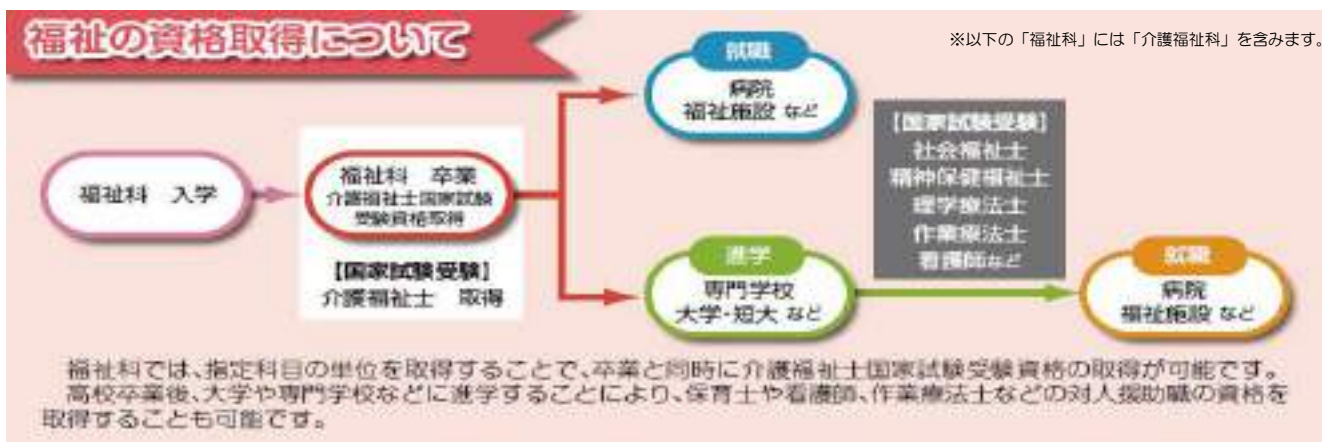 福祉の資格取得について
※以下の「福祉科」には「介護福祉科」を含みます。
福祉科 入学
福祉科 卒業
介護福祉士国家試験
受験資格取得
【国家試験受験】
介護福祉士 取得
就職
病院
福祉施設 など
進学
専門学校
大学・短大 など
【国家試験受験】
社会福祉士
精神保健福祉士
理学療法士
作業療法士
看護師など
就職
病院
福祉施設 など
福祉科では、指定科目の単位を取得することで、卒業と同時に介護福祉士国家試験受験資格の取得が可能です。
高校卒業後、大学や専門学校などに進学することにより、保育士や看護師、作業療法士などの対人援助職の資格を
取得することも可能です。